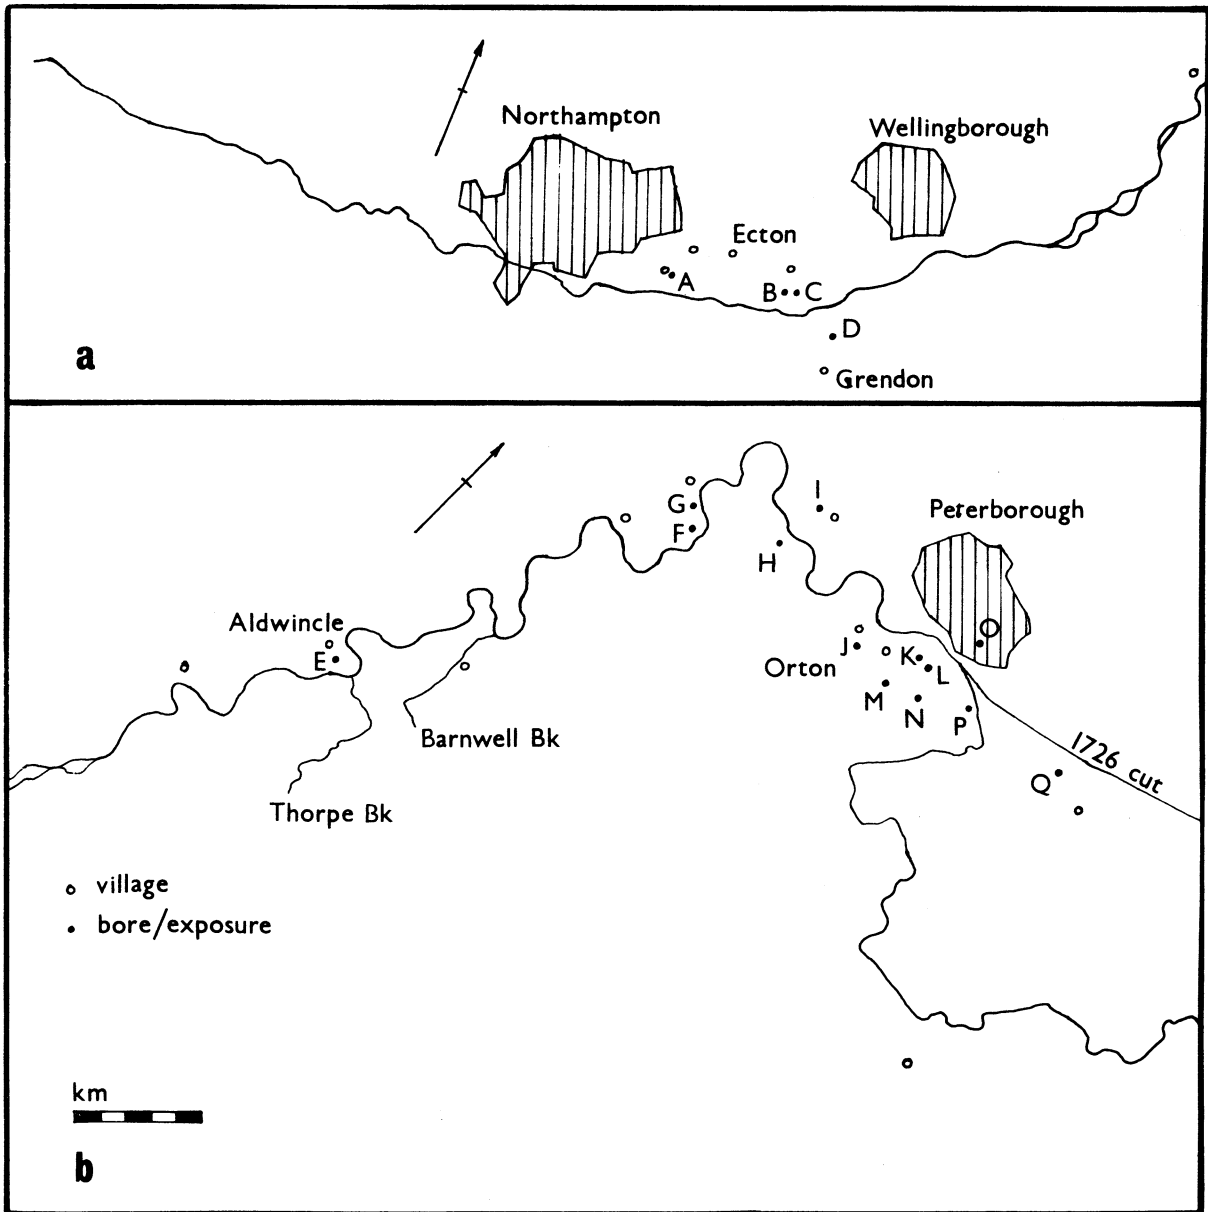 Northampton
Wellingborough
Ecton
A
B
C
D
a
Grendon
I
G
Peterborough
F
H
Aldwincle
O
E
J
K
L
Orton
M
N
P
Barnwell Bk
1726 cut
Q
Thorpe Bk
village
bore/exposure
km
b